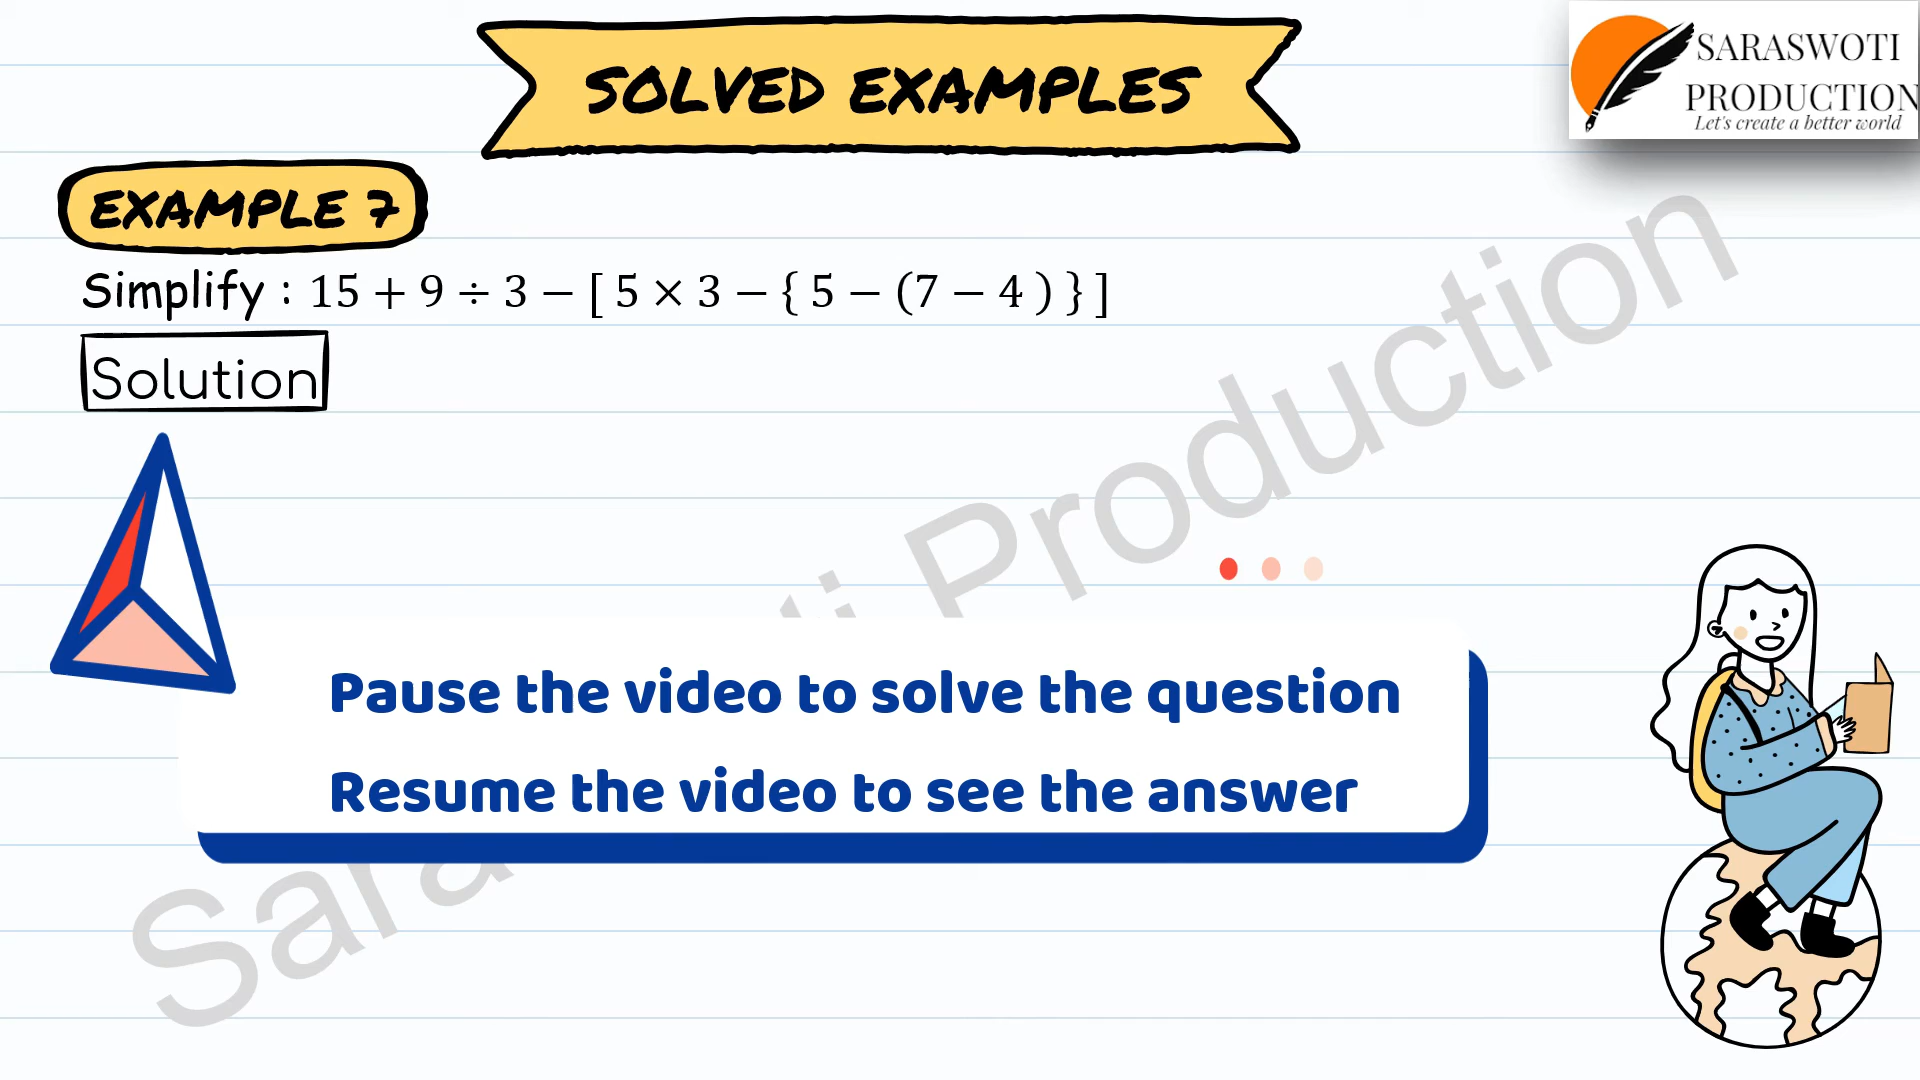 SOLVED EXAMPLES
SARASWOTI
PRODUCTION
Let's create a better world
EXAMPLE 7
Simplify : 15 + 9 ÷ 3 − [ 5 × 3 − { 5 − (7 − 4 ) } ]
Solution
Pause the video to solve the question
Resume the video to see the answer